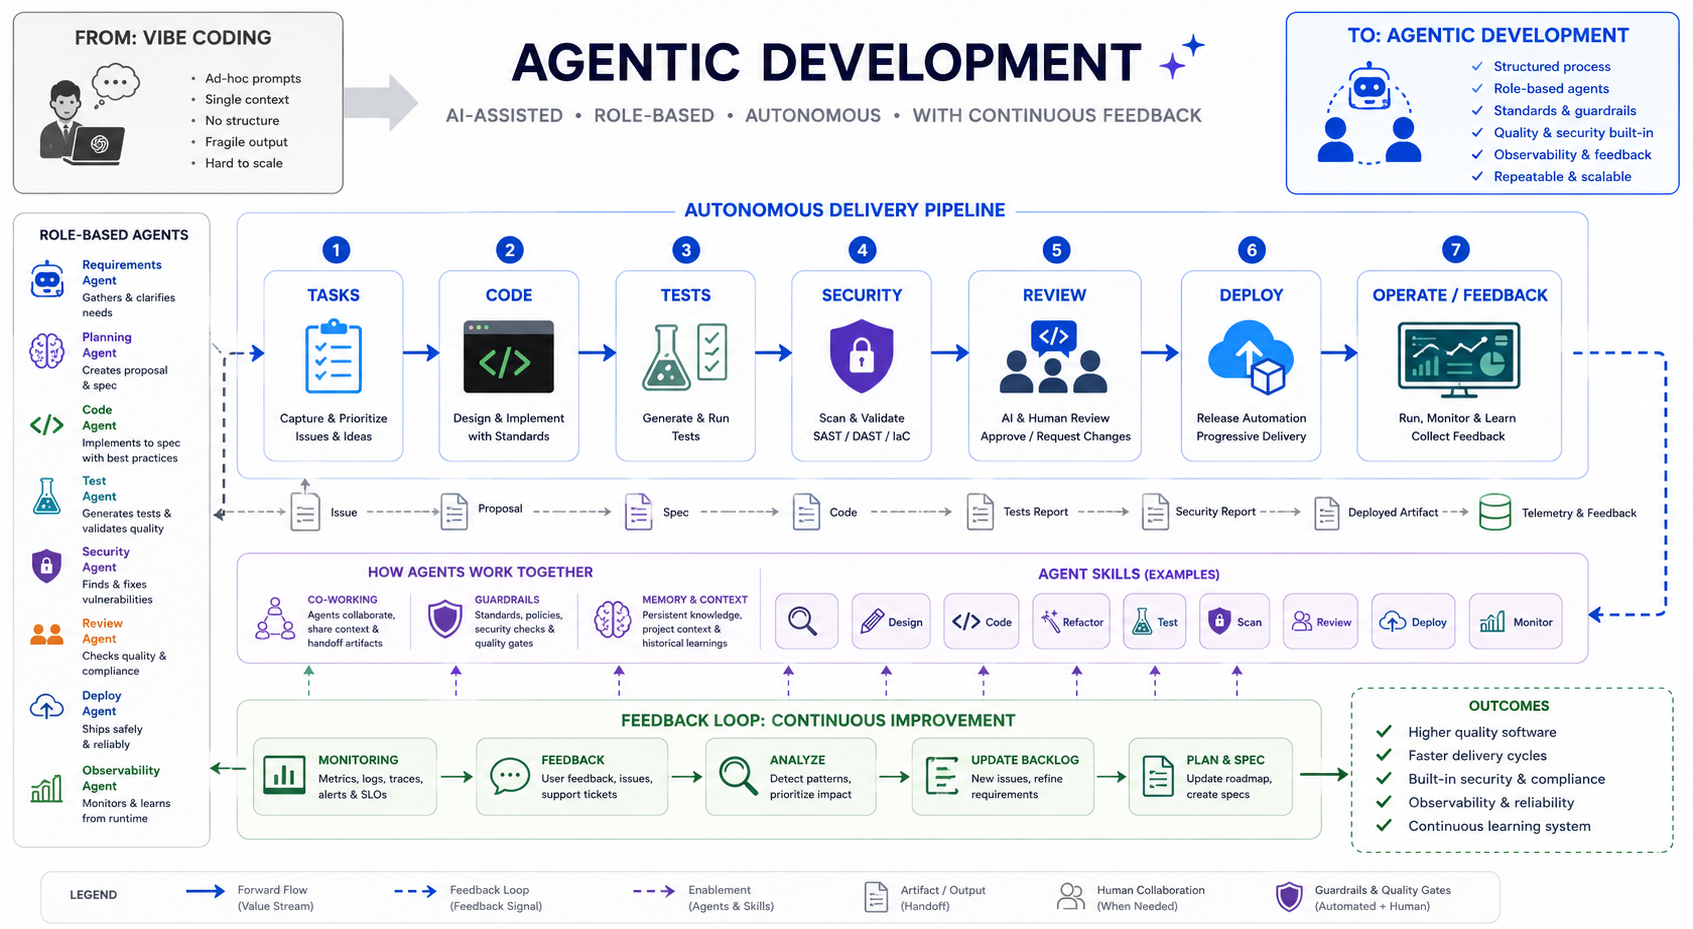 FROM: VIBE CODING
• Ad-hoc prompts
• Single context
• No structure
• Fragile output
• Hard to scale
AGENTIC DEVELOPMENT
AI-ASSISTED • ROLE-BASED • AUTONOMOUS • WITH CONTINUOUS FEEDBACK
TO: AGENTIC DEVELOPMENT
Structured process
Role-based agents
Standards & guardrails
Quality & security built-in
Observability & feedback
Repeatable & scalable
ROLE-BASED AGENTS
Requirements
Agent
Gathers & clarifies
needs
Planning
Agent
Creates proposal
& spec
Code
Agent
Implements to spec
with best practices
Test
Agent
Generates tests &
validates quality
Security
Agent
Finds & fixes
vulnerabilities
Review
Agent
Checks quality &
compliance
Deploy
Agent
Ships safely
& reliably
Observability
Agent
Monitors & learns
from runtime
AUTONOMOUS DELIVERY PIPELINE
1
TASKS
Capture & Prioritize
Issues & Ideas
2
CODE
</>
Design & Implement
with Standards
3
TESTS
Generate & Run
Tests
4
SECURITY
Scan & Validate
SAST / DAST / IaC
5
REVIEW
</>
AI & Human Review
Approve / Request Changes
6
DEPLOY
Release Automation
Progressive Delivery
7
OPERATE / FEEDBACK
Run, Monitor & Learn
Collect Feedback
Issue
Proposal
Spec
Code
Tests Report
Security Report
Deployed Artifact
Telemetry & Feedback
HOW AGENTS WORK TOGETHER
CO-WORKING
Agents collaborate,
share context &
handoff artifacts
GUARDRAILS
Standards, policies,
security checks &
quality gates
MEMORY & CONTEXT
Persistent knowledge,
project context &
historical learnings
AGENT SKILLS (EXAMPLES)
Design
</> Code
Refactor
Test
Scan
Review
Deploy
Monitor
FEEDBACK LOOP: CONTINUOUS IMPROVEMENT
MONITORING
Metrics, logs, traces,
alerts & SLOs
FEEDBACK
User feedback, issues,
support tickets
ANALYZE
Detect patterns,
prioritize impact
UPDATE BACKLOG
New issues, refine
requirements
PLAN & SPEC
Update roadmap,
create specs
OUTCOMES
Higher quality software
Faster delivery cycles
Built-in security & compliance
Observability & reliability
Continuous learning system
LEGEND
Forward Flow
(Value Stream)
Feedback Loop
(Feedback Signal)
Enablement
(Agents & Skills)
Artifact / Output
(Handoff)
Human Collaboration
(When Needed)
Guardrails & Quality Gates
(Automated + Human)